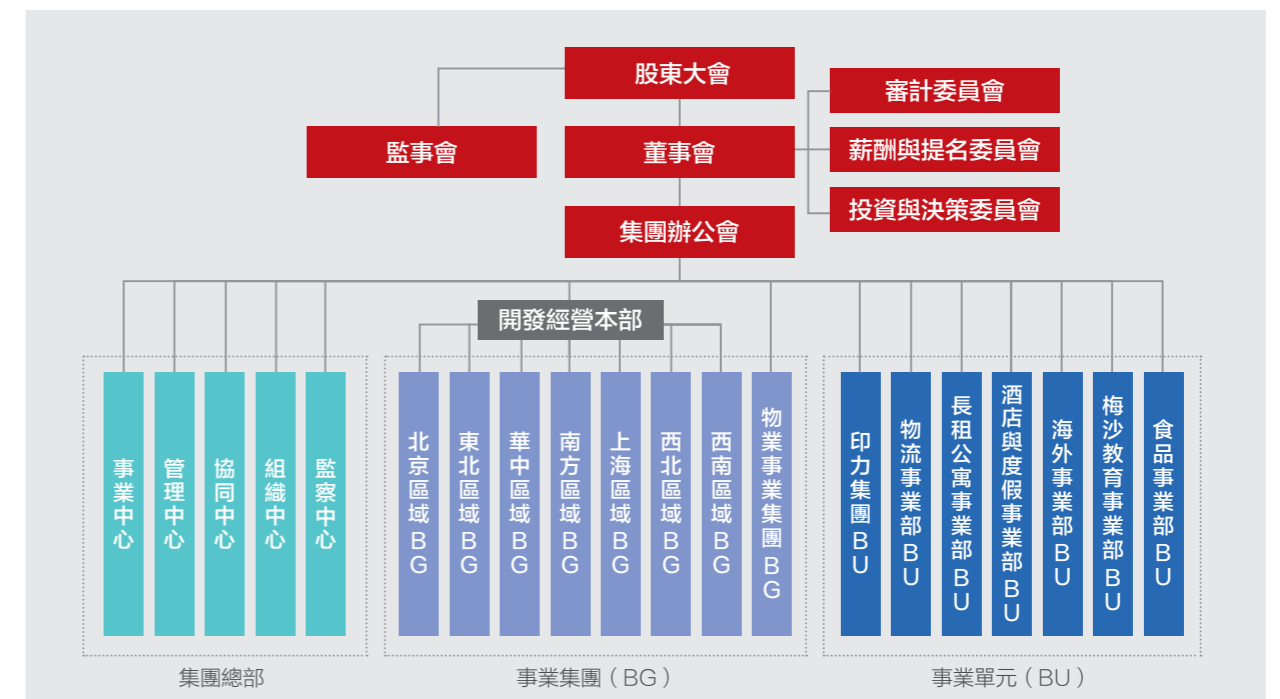 股東大會
審計委員會
監事會
董事會
薪酬與提名委員會
投資與決策委員會
集團辦公會
開發經營本部
事業中心
管理中心
協同中心
組織中心
監察中心
北京區域BG
東北區域BG
華中區域BG
南方區域BG
上海區域BG
西北區域BG
西南區域BG
物業事業集團BG
印力集團BU
物流事業部BU
長租公寓事業部BU
酒店與度假事業部BU
海外事業部BU
梅沙教育事業部BU
食品事業部BU
集團總部
事業集團（BG）
事業單元（BU）